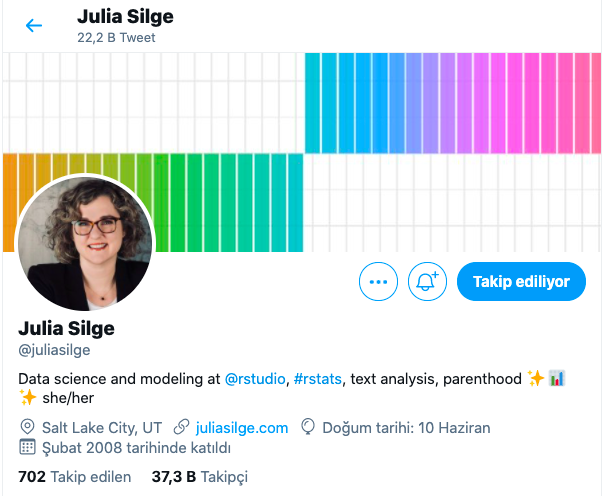 Julia Silge
22,2 B Tweet
Takip ediliyor
Julia Silge
@juliasilge
Data science and modeling at @rstudio, #rstats, text analysis, parenthood ✨ 📊
✨ she/her
Salt Lake City, UT juliasilge.com Doğum tarihi: 10 Haziran
Şubat 2008 tarihinde katıldı
702 Takip edilen 37,3 B Takipçi